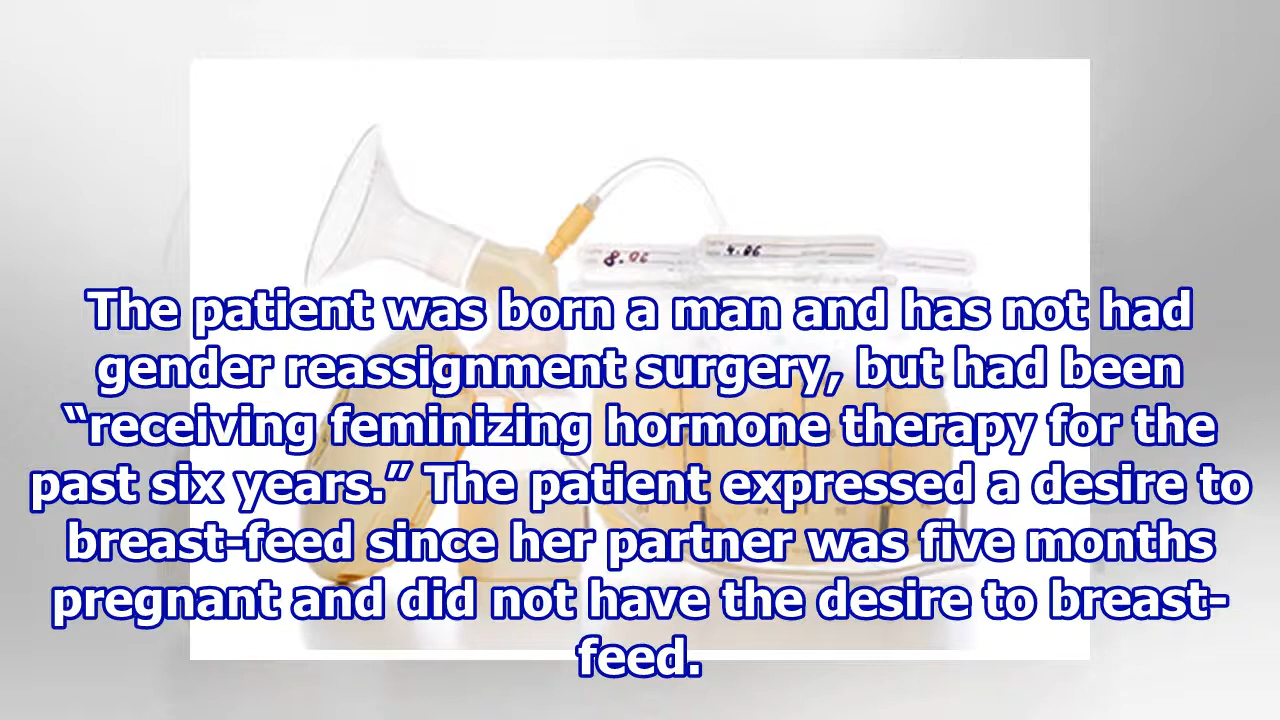 8.06 4.06
The patient was born a man and has not had
gender reassignment surgery, but had been
“receiving feminizing hormone therapy for the
past six years.” The patient expressed a desire to
breast-feed since her partner was five months
pregnant and did not have the desire to breast-
feed.